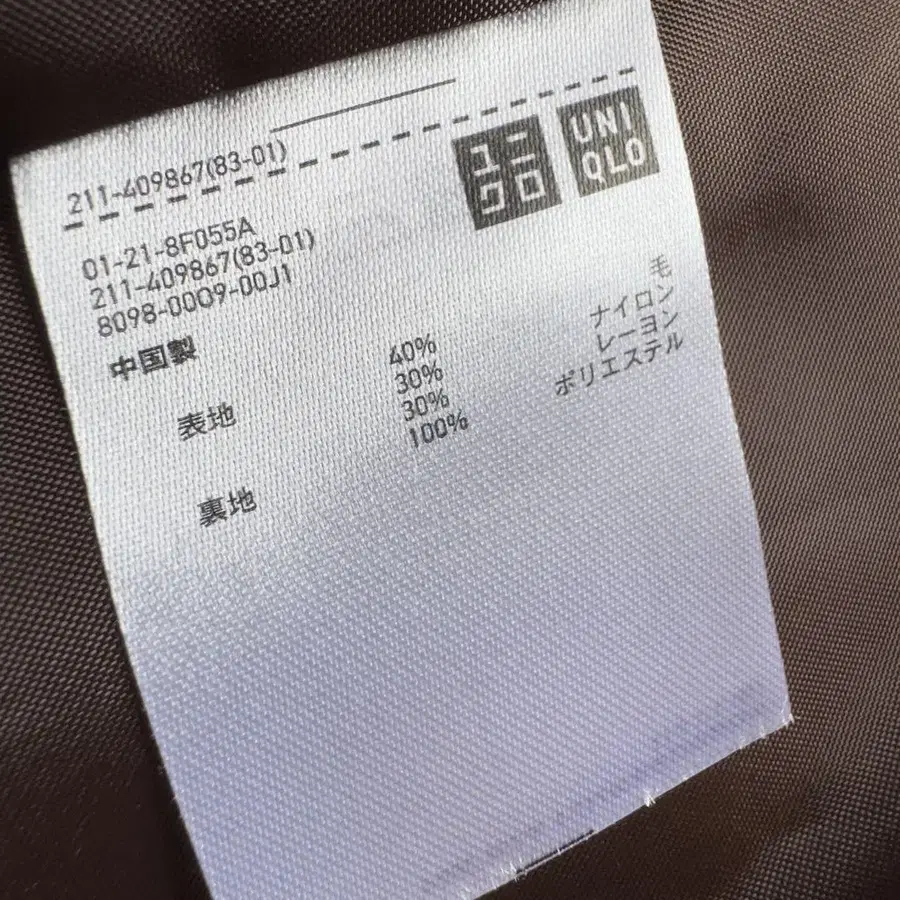 211-409867(83-01)
ユニ
クロ
UNI
QLO
01-21-8F055A
211-409867(83-01)
8098-0009-00J1
中国製
表地 40% 毛
30% ナイロン
30% レーヨン
裏地 100% ポリエステル